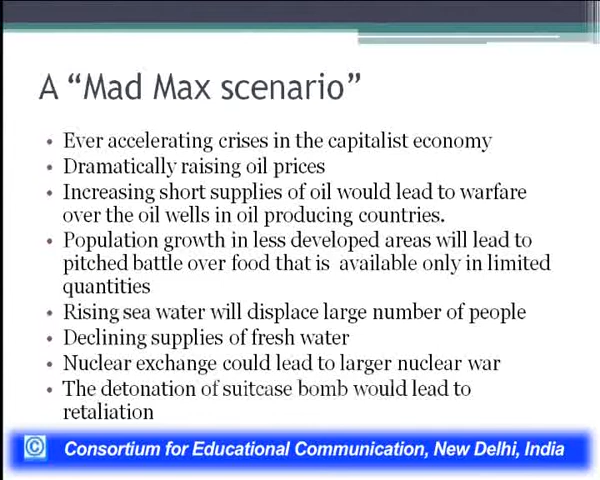 A “Mad Max scenario”
• Ever accelerating crises in the capitalist economy
• Dramatically raising oil prices
• Increasing short supplies of oil would lead to warfare
over the oil wells in oil producing countries.
• Population growth in less developed areas will lead to
pitched battle over food that is available only in limited
quantities
• Rising sea water will displace large number of people
• Declining supplies of fresh water
• Nuclear exchange could lead to larger nuclear war
• The detonation of suitcase bomb would lead to
retaliation
© Consortium for Educational Communication, New Delhi, India